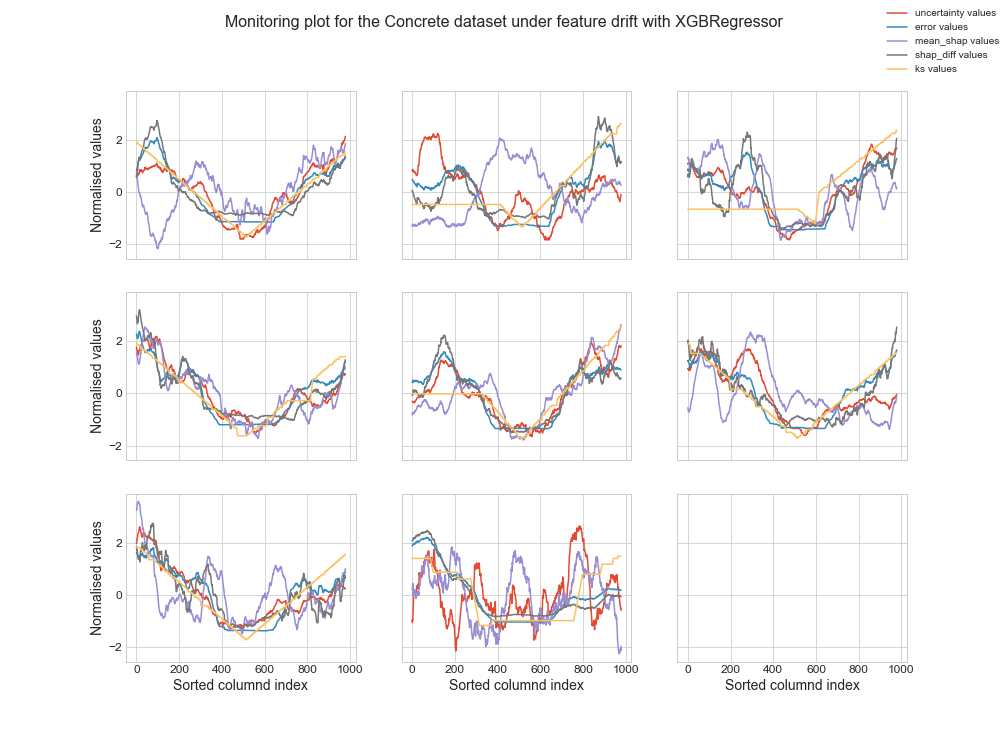 Monitoring plot for the Concrete dataset under feature drift with XGBRegressor
uncertainty values
error values
mean_shap values
shap_diff values
ks values
Normalised values
2
0
−2
Normalised values
2
0
−2
Normalised values
2
0
−2
0 200 400 600 800 1000
0 200 400 600 800 1000
0 200 400 600 800 1000
Sorted columnd index
Sorted columnd index
Sorted columnd index